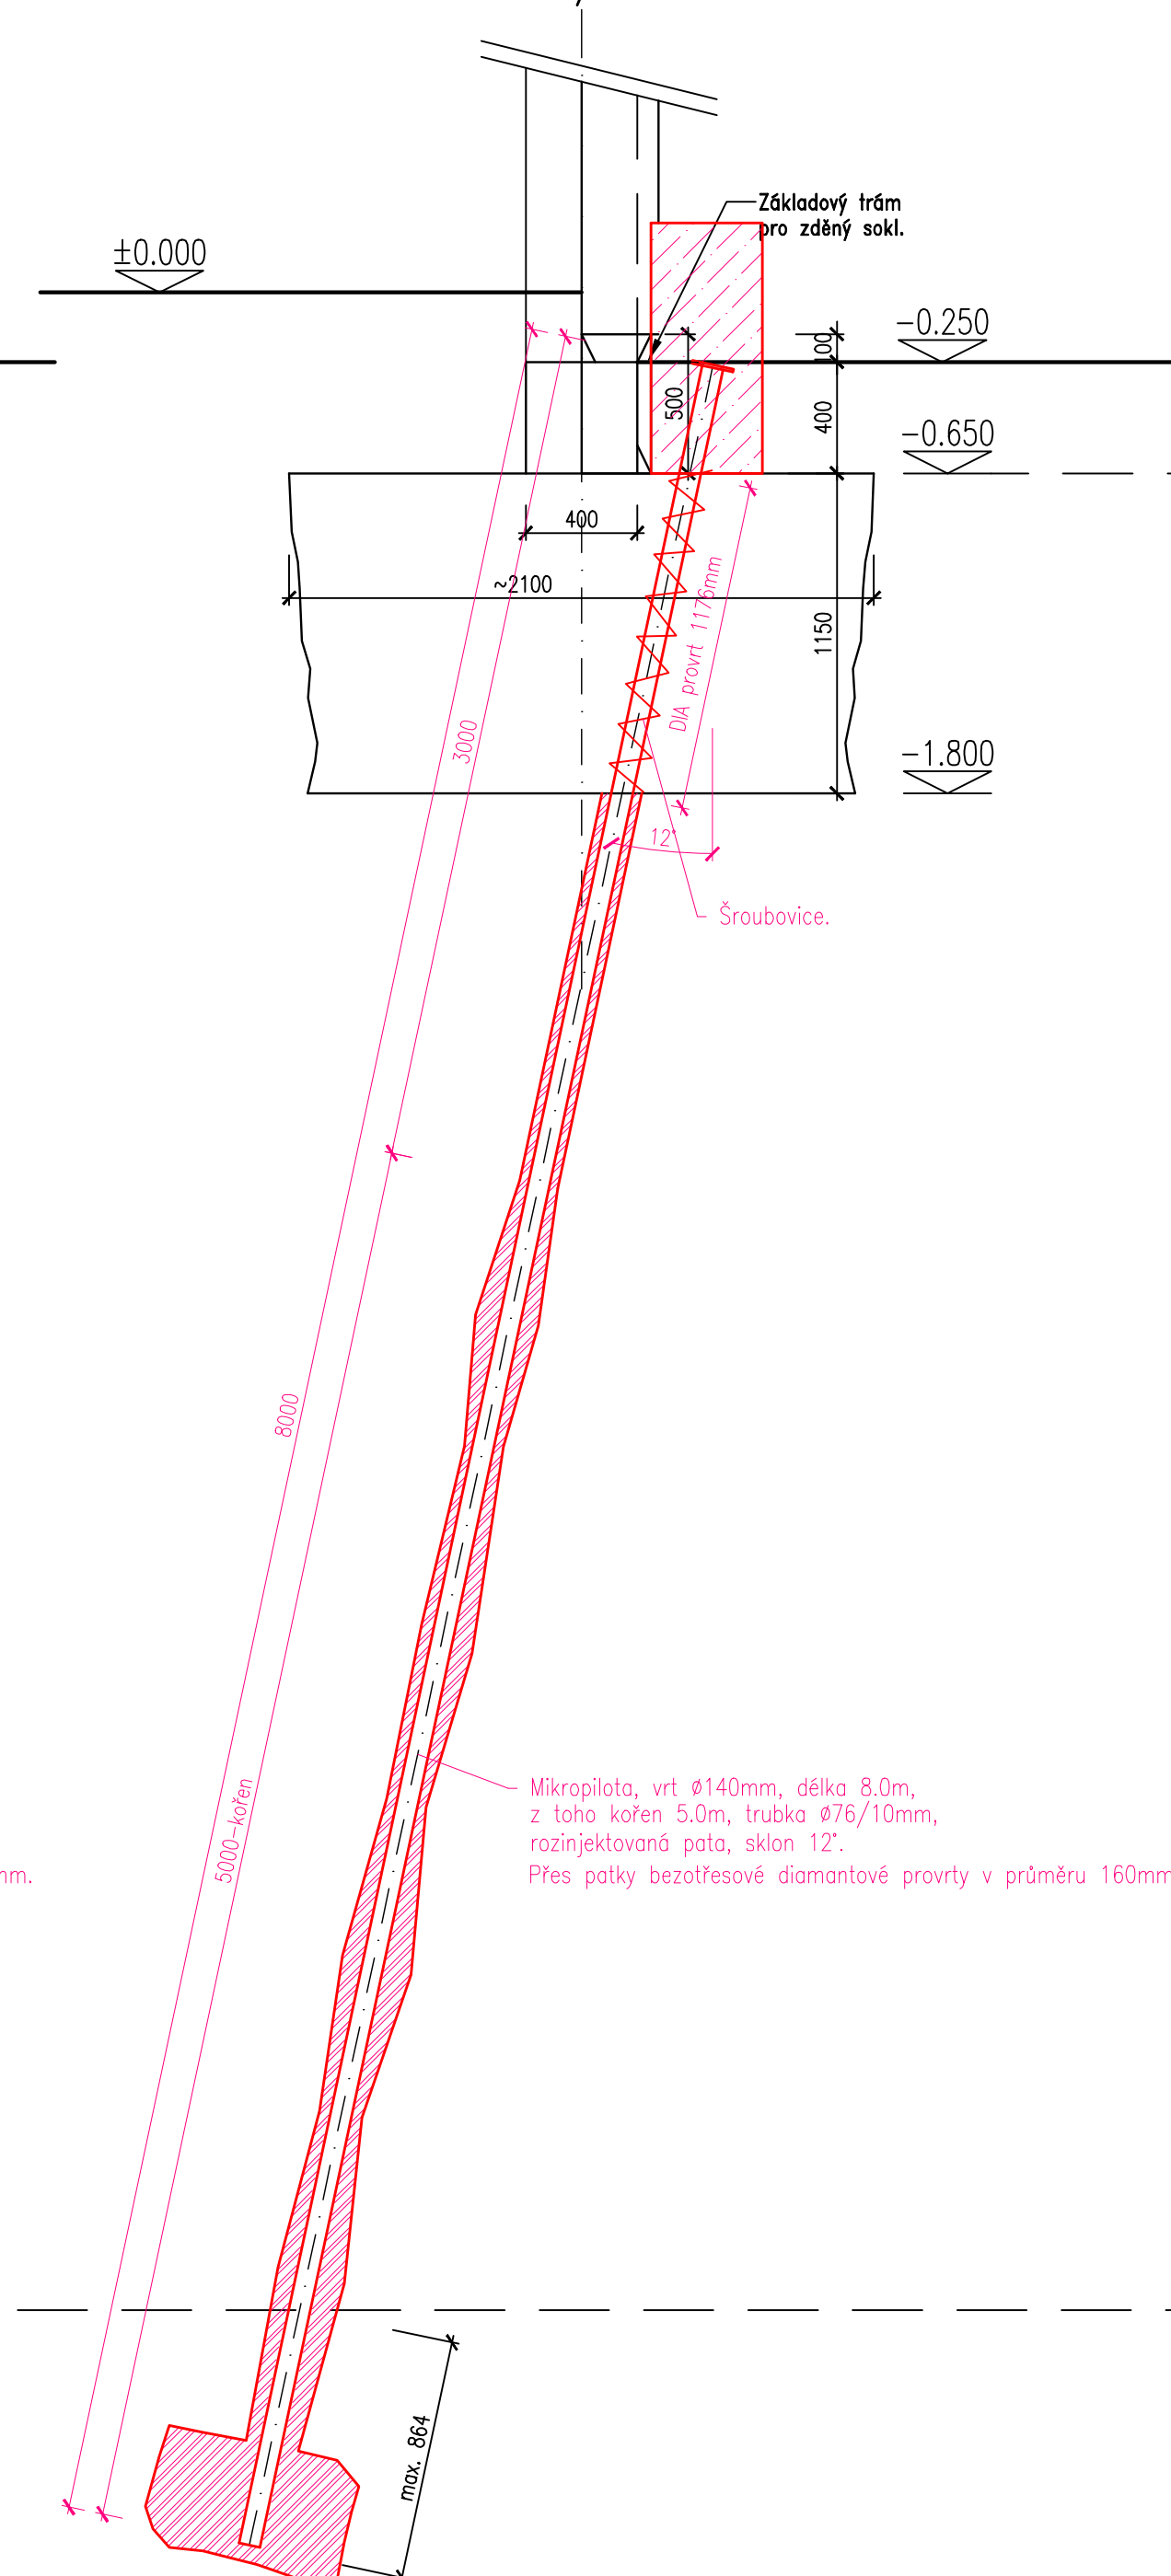 Základový trám
pro zděný sokl.
±0.000
-0.250
100
500
400
-0.650
400
~2100
DIA provrt 1176mm
1150
3000
-1.800
12°
Šroubovice.
8000
Mikropilota, vrt ø140mm, délka 8.0m,
z toho kořen 5.0m, trubka ø76/10mm,
rozinjektovaná pata, sklon 12°.
Přes patky bezotřesové diamantové provrty v průměru 160mm
mm.
5000-kořen
max. 864